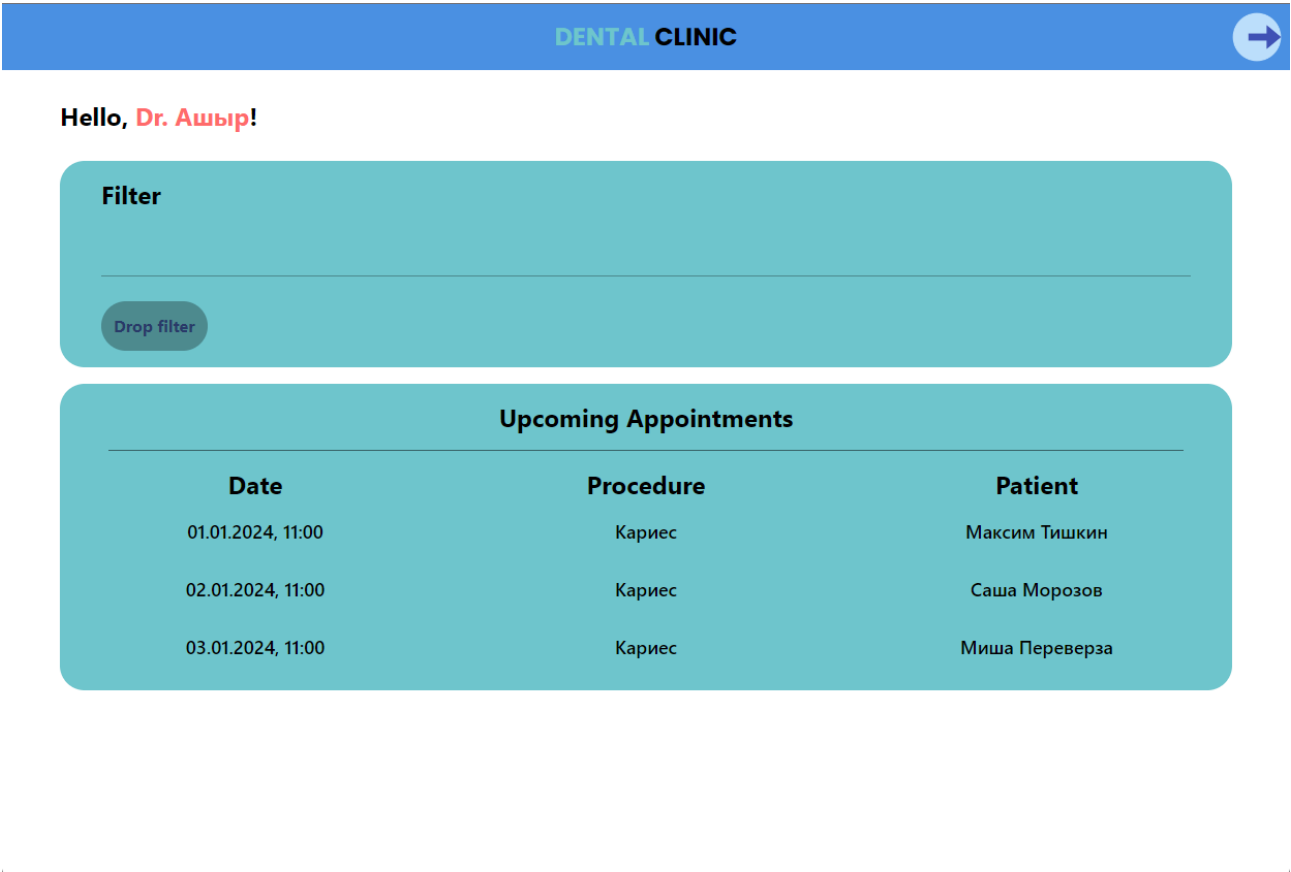 DENTAL CLINIC
Hello, Dr. Ашыр!
Filter
Drop filter
Upcoming Appointments
Date Procedure Patient
01.01.2024, 11:00 Кариес Максим Тишкин
02.01.2024, 11:00 Кариес Саша Морозов
03.01.2024, 11:00 Кариес Миша Переверза